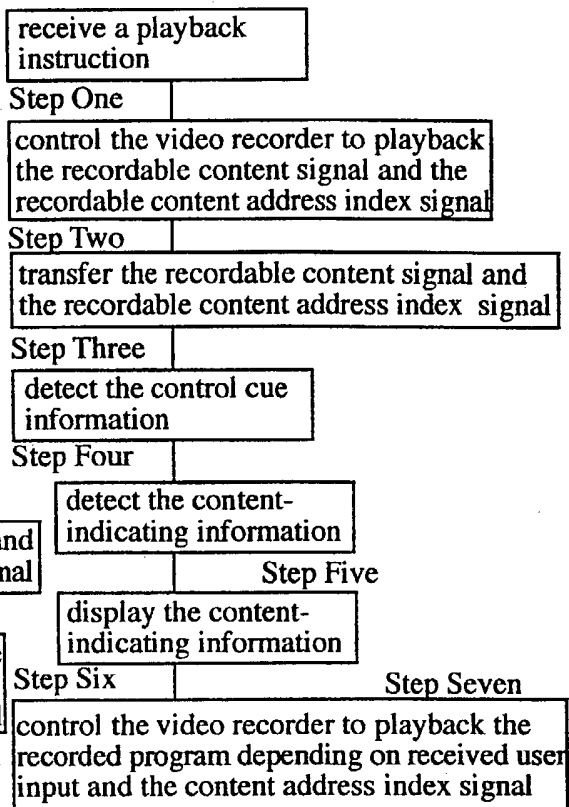 receive a playback
instruction
Step One
control the video recorder to playback
the recordable content signal and the
recordable content address index signal
Step Two
transfer the recordable content signal and
the recordable content address index signal
Step Three
detect the control cue
information
Step Four
detect the content-
indicating information
and
Step Five
display the content-
indicating information
Step Six
Step Seven
control the video recorder to playback the
recorded program depending on received user
input and the content address index signal